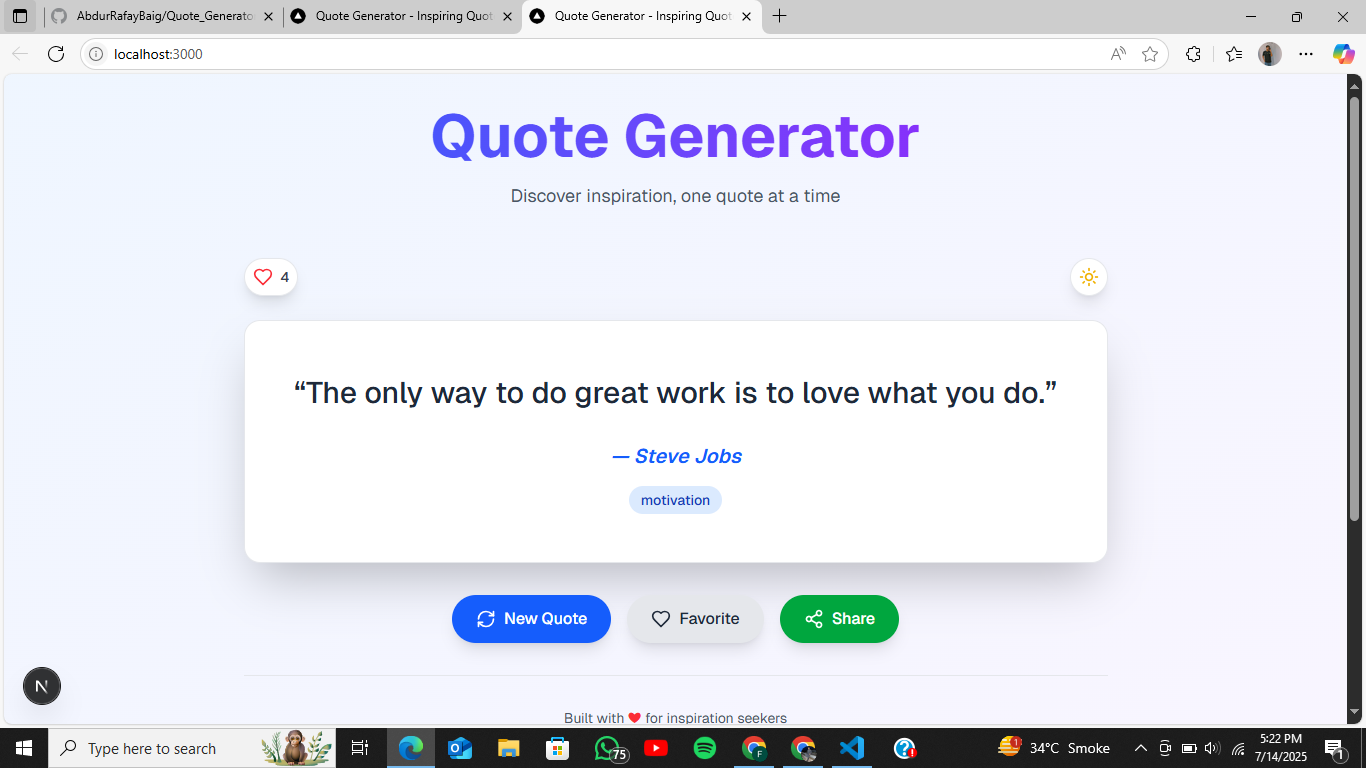 AbdurRafayBaig/Quote_Generato
Quote Generator - Inspiring Quot
Quote Generator - Inspiring Quot
localhost:3000
Quote Generator
Discover inspiration, one quote at a time
4
“The only way to do great work is to love what you do.”
— Steve Jobs
motivation
New Quote
Favorite
Share
N
Built with ❤ for inspiration seekers
Type here to search
75
F
1
34°C Smoke
5:22 PM
7/14/2025
1